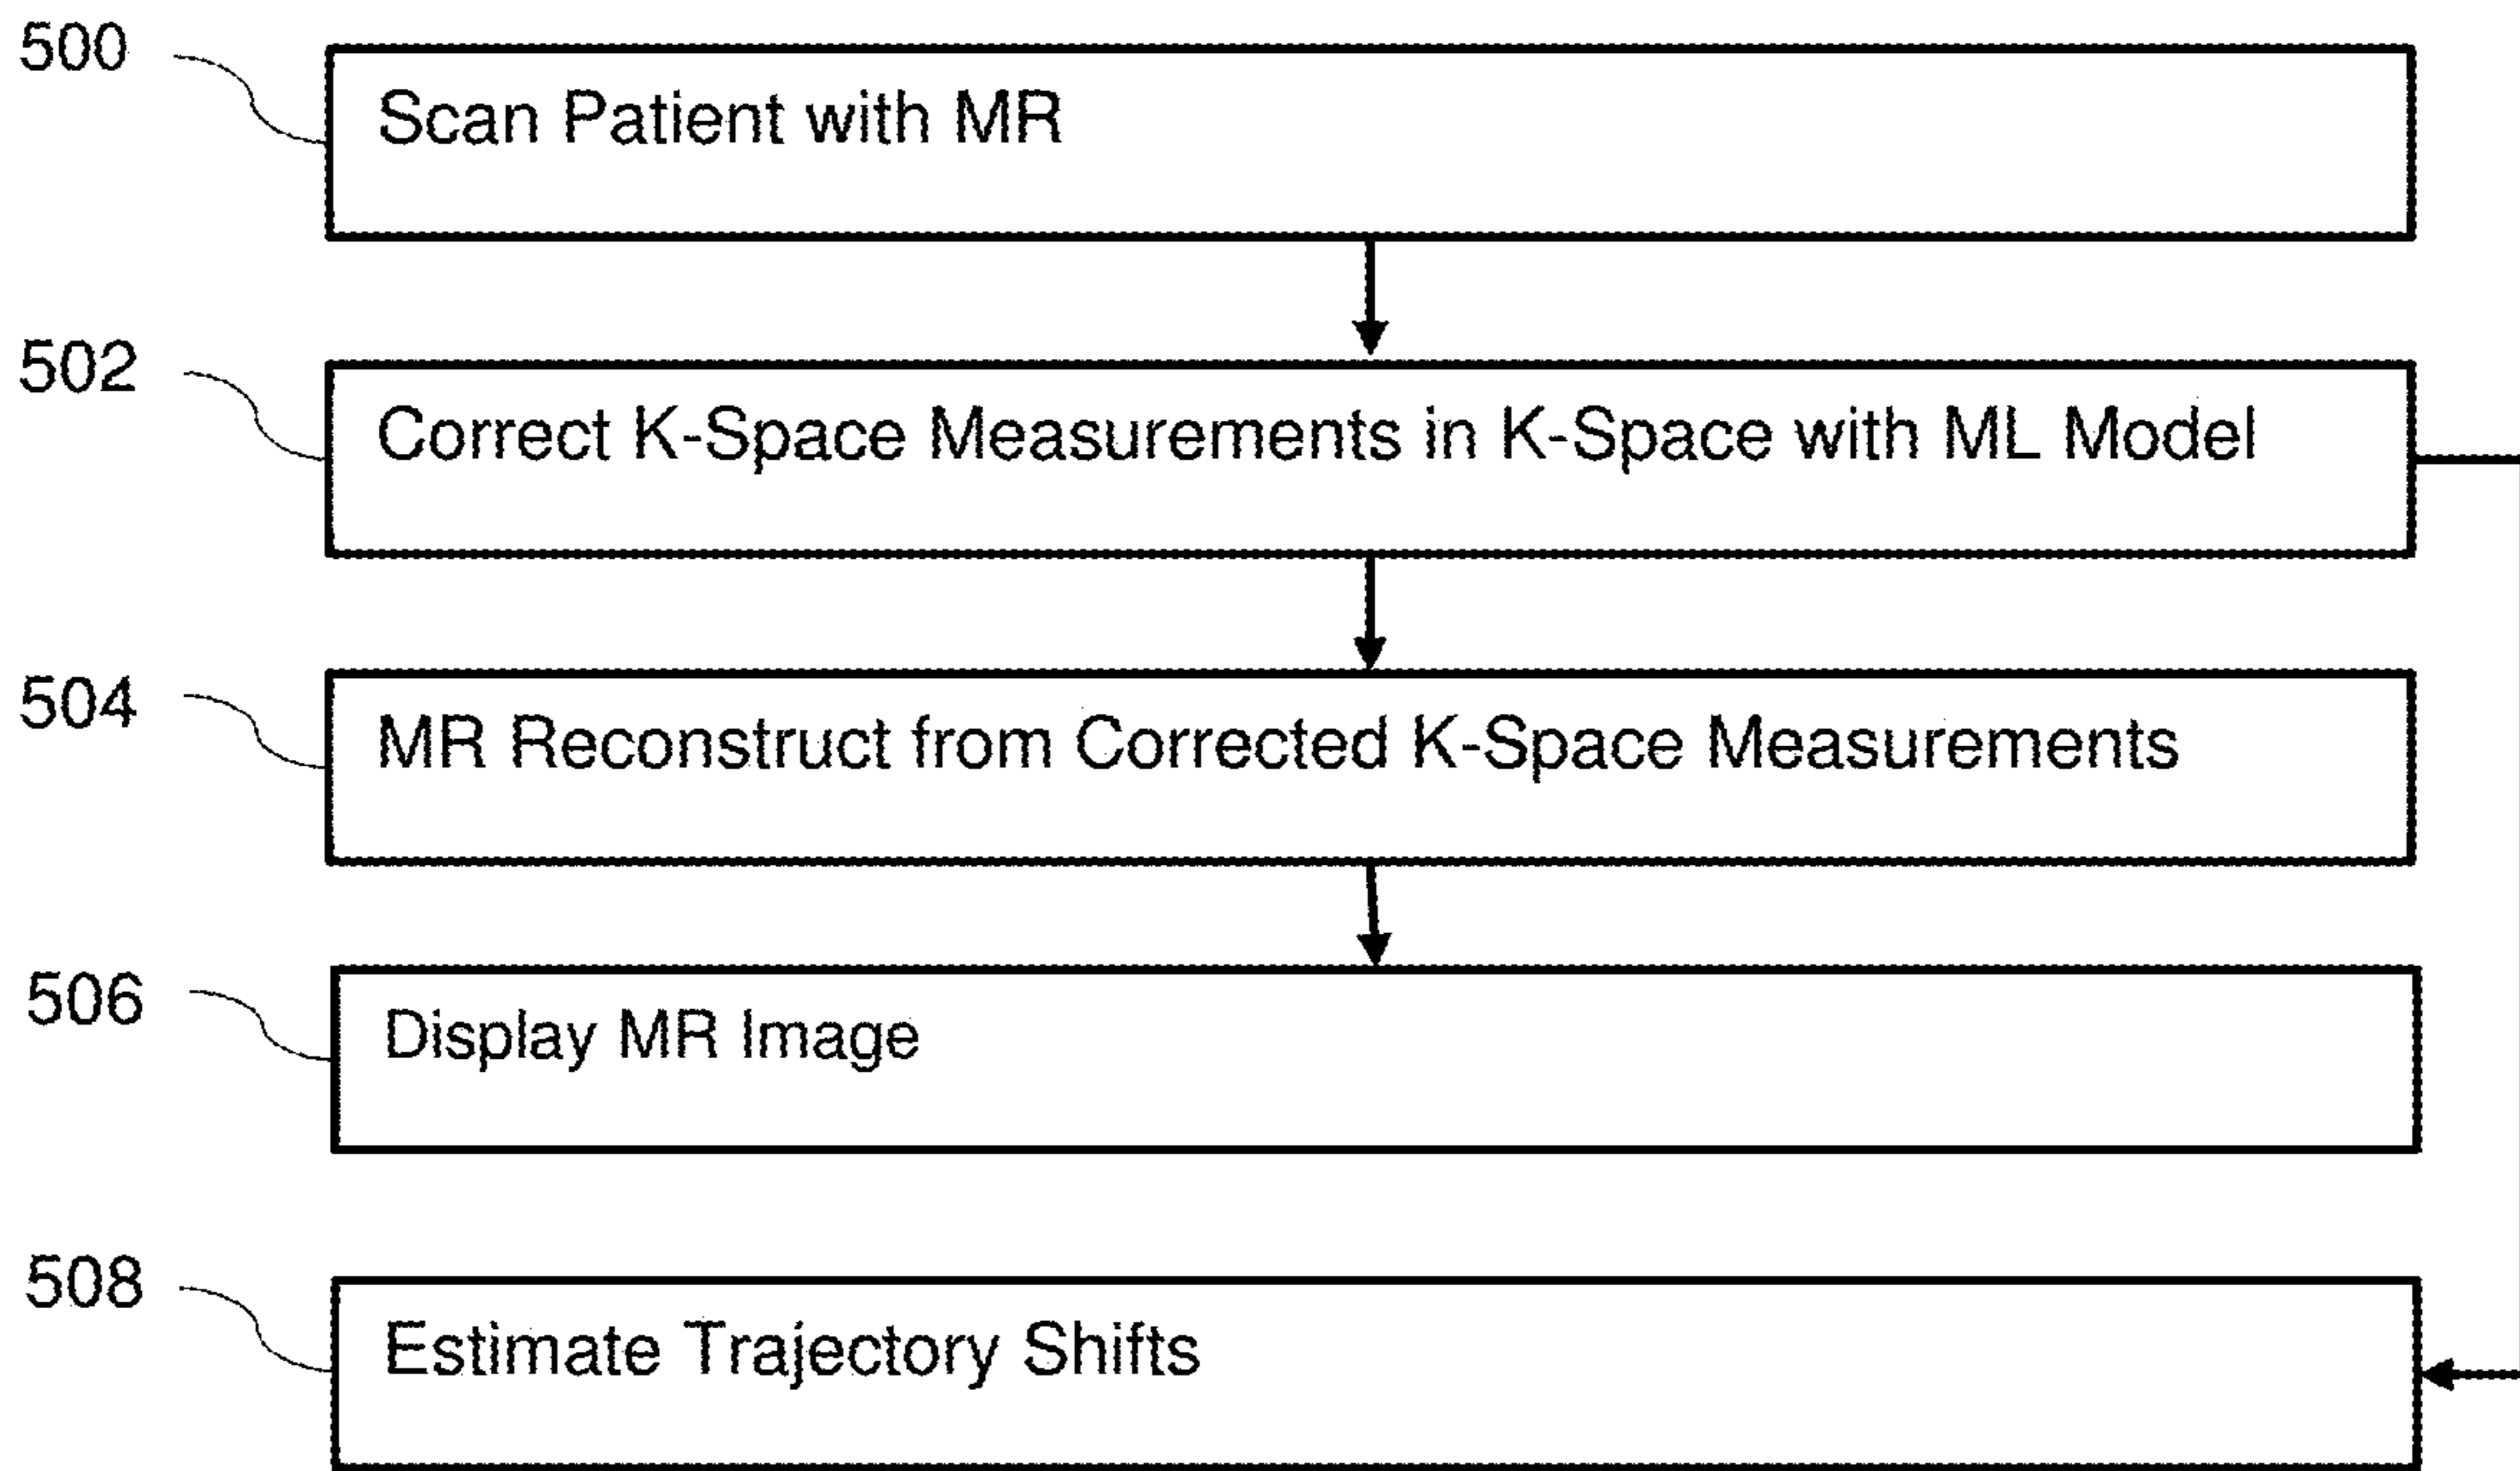 500
Scan Patient with MR
502
Correct K-Space Measurements in K-Space with ML Model
504
MR Reconstruct from Corrected K-Space Measurements
506
Display MR Image
508
Estimate Trajectory Shifts